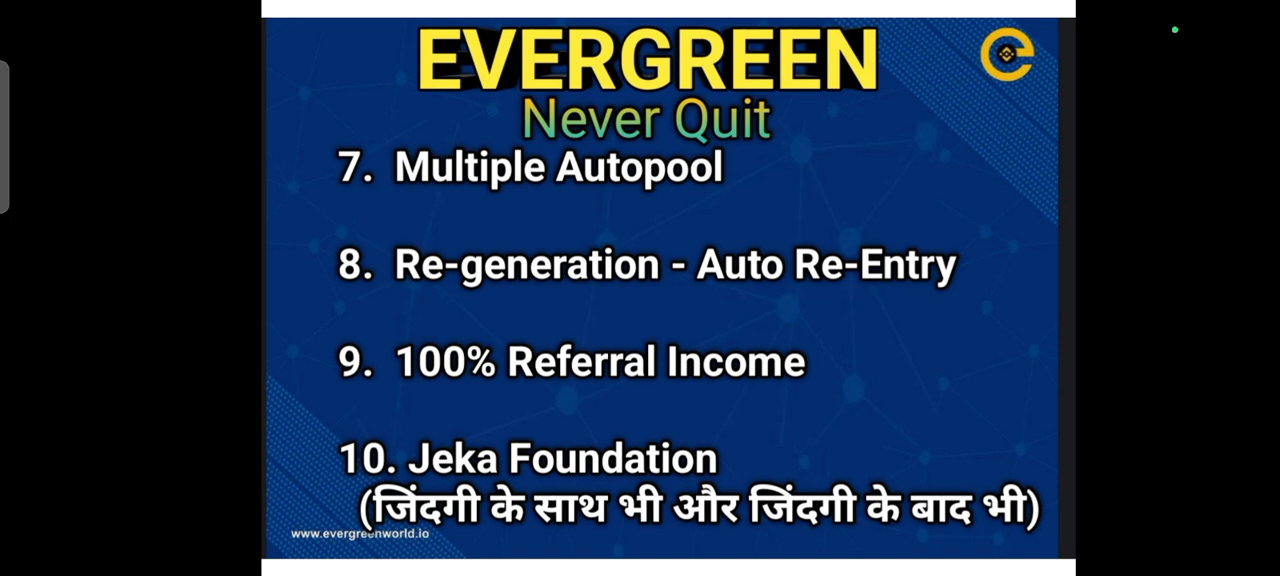 EVERGREEN
Never Quit
7. Multiple Autopool
8. Re-generation - Auto Re-Entry
9. 100% Referral Income
10. Jeka Foundation
(जिंदगी के साथ भी और जिंदगी के बाद भी)
www.evergreenworld.io